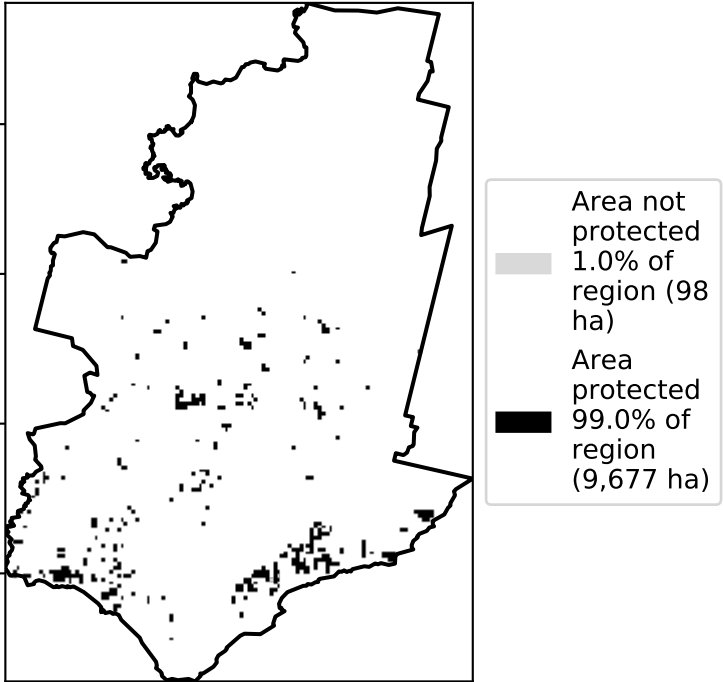 Area not
protected
1.0% of
region (98
ha)
Area
protected
99.0% of
region
(9,677 ha)